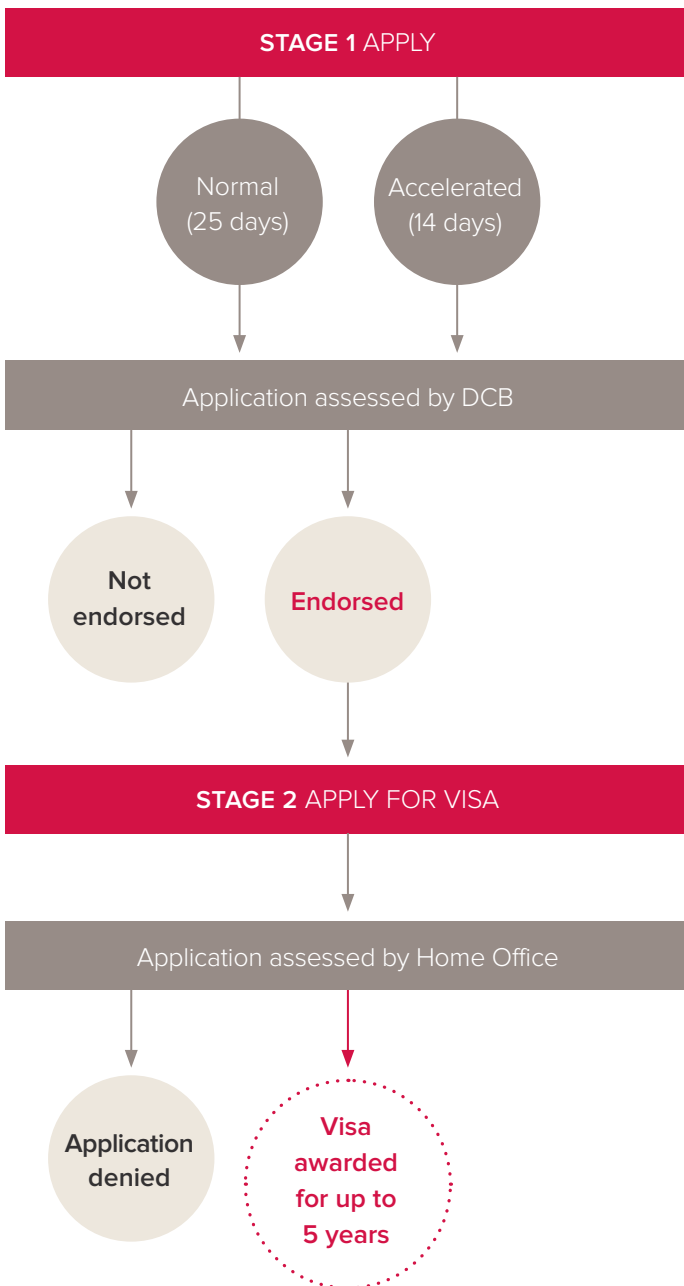 STAGE 1 APPLY
Normal
(25 days)
Accelerated
(14 days)
Application assessed by DCB
Not
endorsed
Endorsed
STAGE 2 APPLY FOR VISA
Application assessed by Home Office
Application
denied
Visa
awarded
for up to
5 years